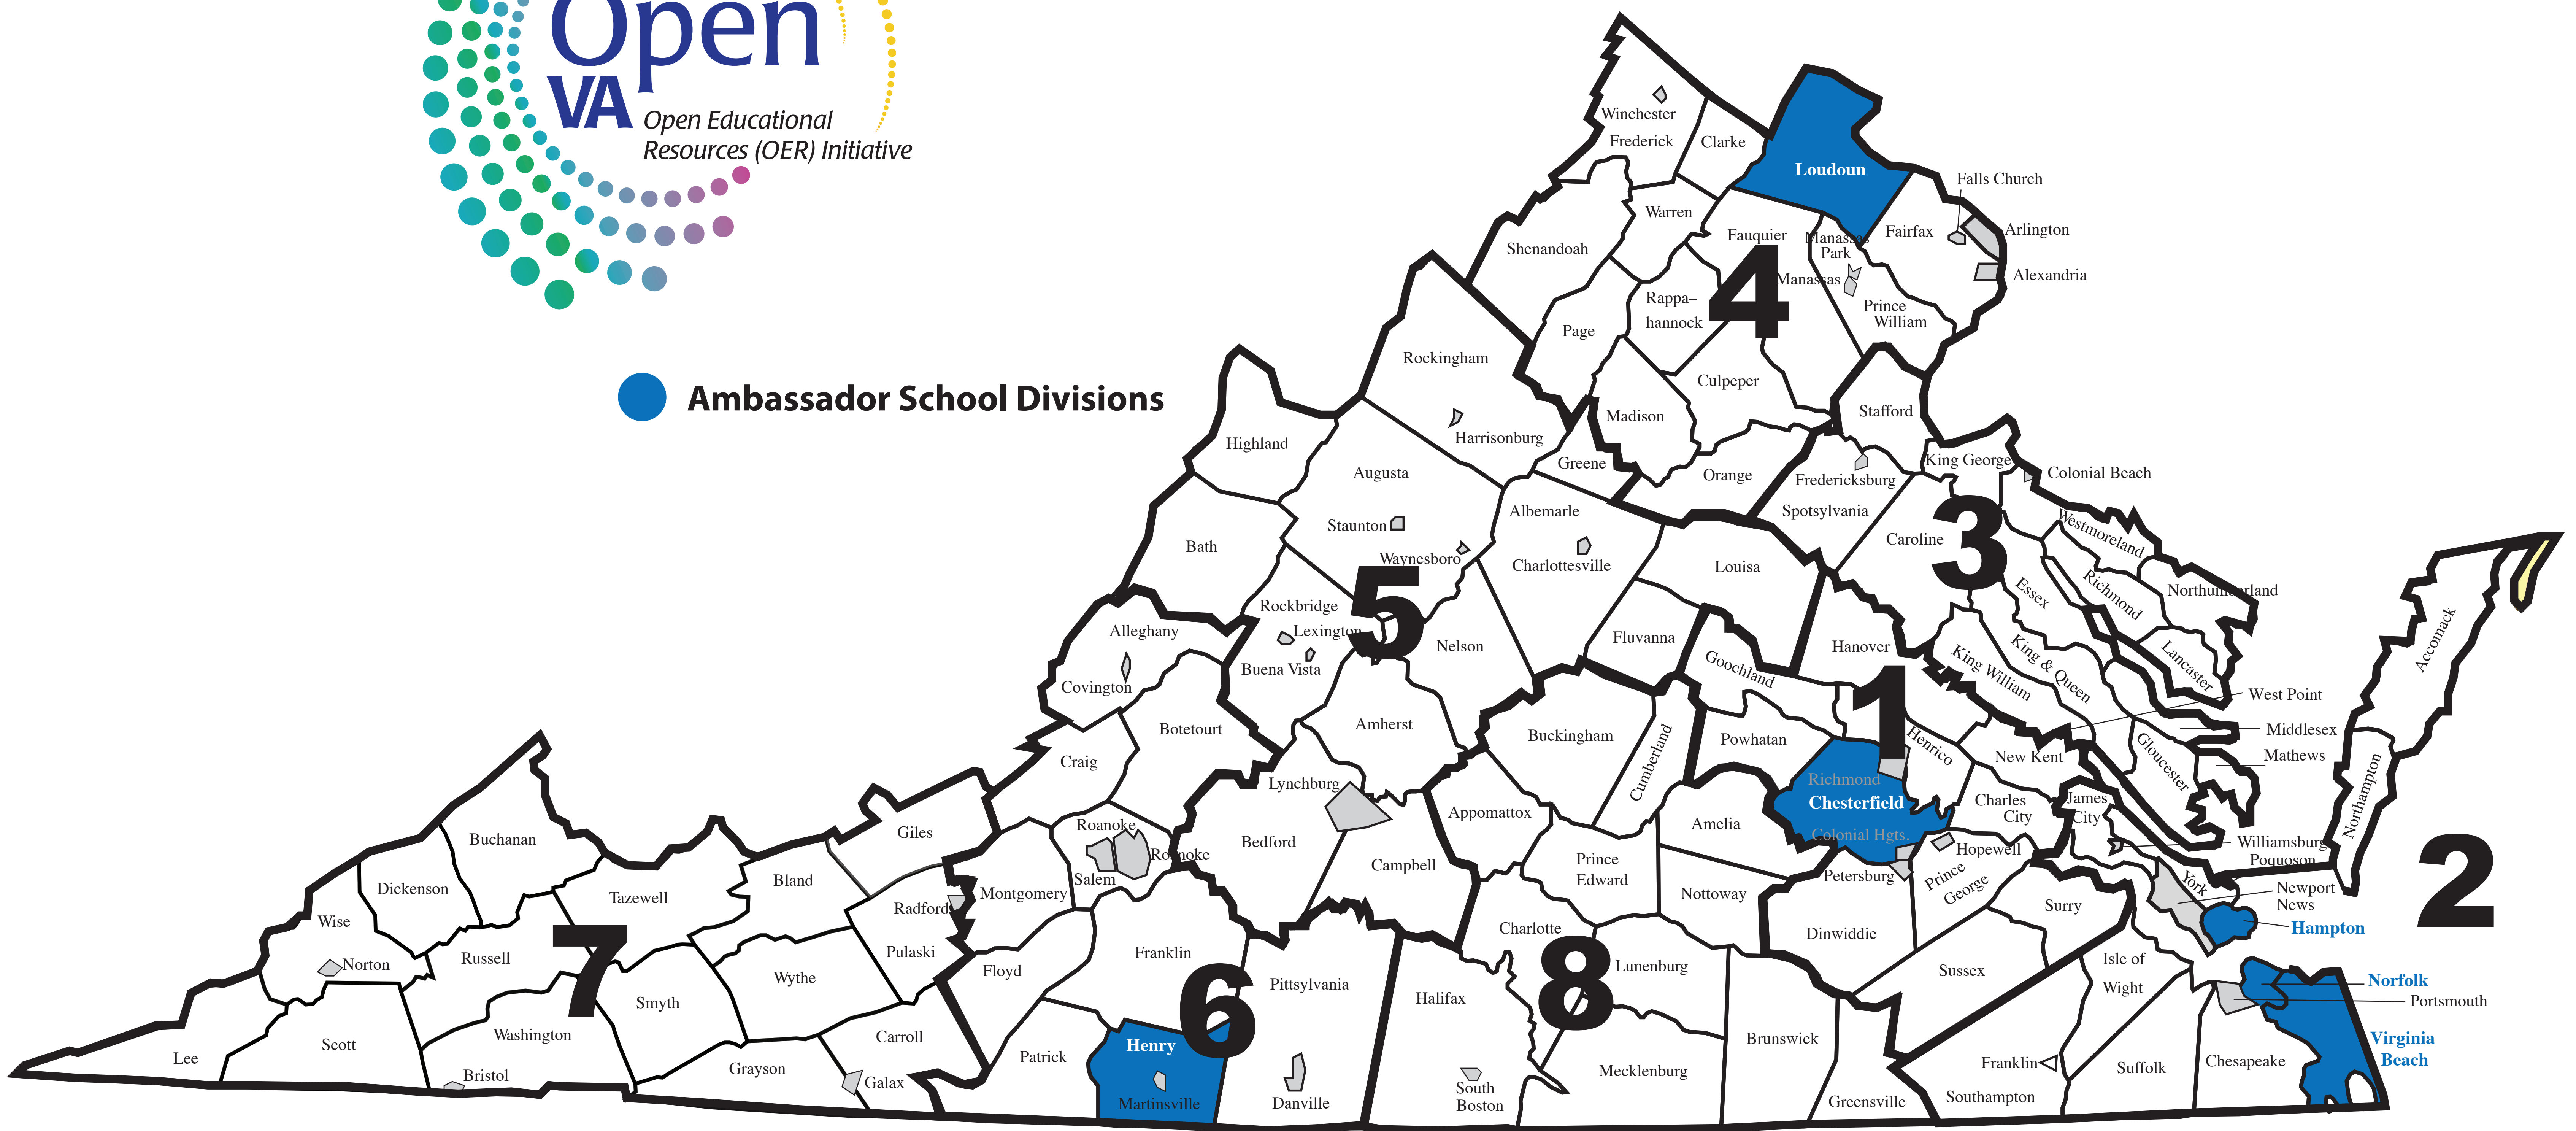 Open
VA
Open Educational
Resources (OER) Initiative
Ambassador School Divisions
Winchester
Frederick
Clarke
Loudoun
Falls Church
Arlington
Fairfax
Alexandria
Warren
Shenandoah
Fauquier
Manassas
Park
Manassas
4
Rappa–
hannock
Prince
William
Page
Rockingham
Culpeper
Madison
Stafford
Harrisonburg
Highland
Greene
Augusta
Orange
King George
Colonial Beach
Fredericksburg
Spotsylvania
Albemarle
Staunton
Westmoreland
Caroline
3
Bath
Waynesboro
Charlottesville
Louisa
5
Essex
Richmond
Northumberland
Rockbridge
Lexington
Alleghany
Nelson
Fluvanna
Hanover
Accomack
Buena Vista
Covington
Goochland
King William
King & Queen
Lancaster
1
West Point
Botetourt
Amherst
Buckingham
Cumberland
Powhatan
Henrico
New Kent
Middlesex
Mathews
Gloucester
Craig
Lynchburg
Richmond
Chesterfield
Charles
City
James
City
Northampton
Appomattox
Amelia
Colonial Hgts.
Giles
Roanoke
Bedford
Roanoke
Buchanan
Hopewell
Williamsburg
Poquoson
Prince
Edward
Campbell
Petersburg
Prince
George
York
Newport
News
2
Salem
Bland
Dickenson
Tazewell
Montgomery
Nottoway
Radford
Surry
Wise
Charlotte
Hampton
Dinwiddie
Franklin
Pulaski
Russell
Norton
7
Floyd
Wythe
Lunenburg
Sussex
Isle of
Wight
Smyth
Pittsylvania
Halifax
8
6
Norfolk
Portsmouth
Washington
Carroll
Scott
Henry
Patrick
Brunswick
Virginia
Beach
Lee
Grayson
Mecklenburg
Franklin
Suffolk
Chesapeake
Bristol
Galax
Martinsville
Danville
South
Boston
Greensville
Southampton